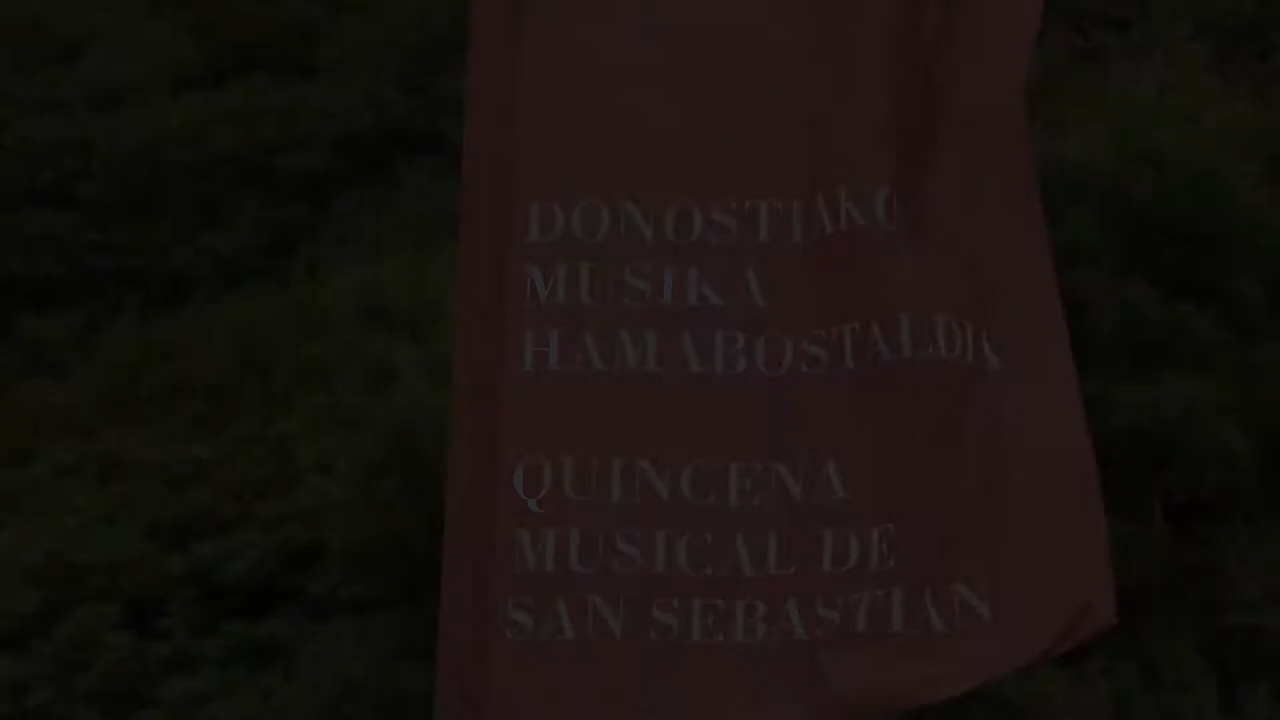 DONOSTIAKO
MUSIKA
HAMABOSTALDIA
QUINCENA
MUSICAL DE
SAN SEBASTIAN